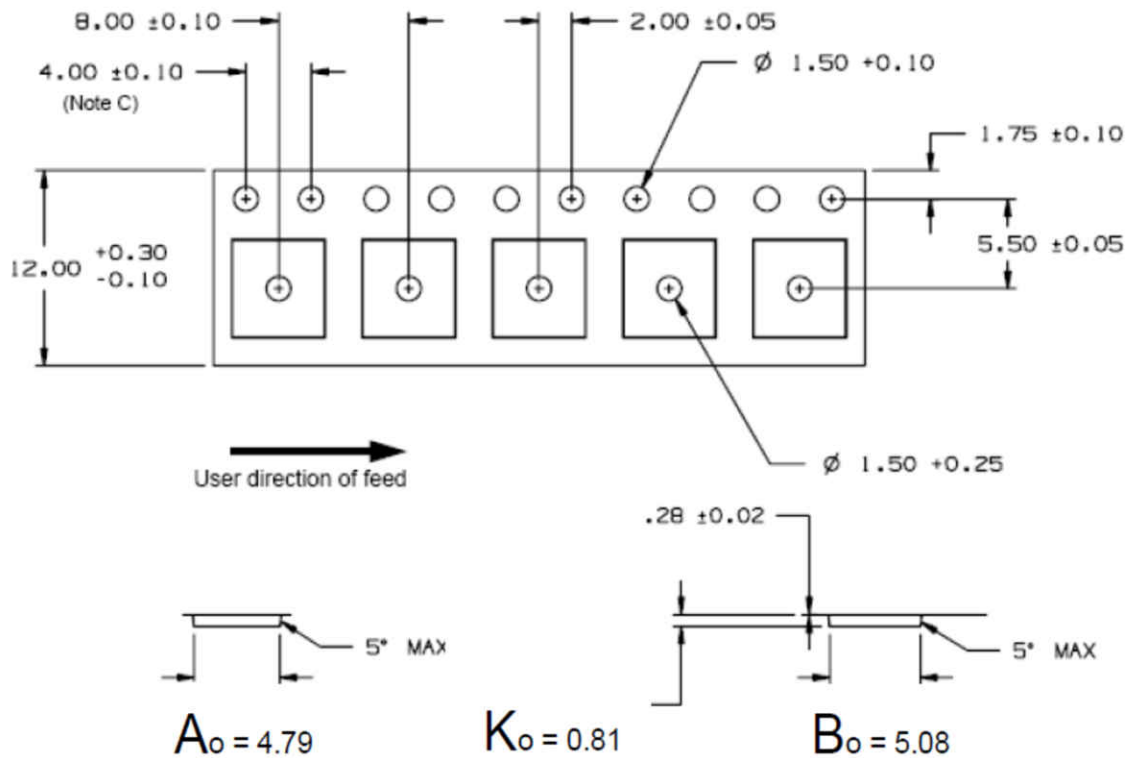 8.00 ±0.10
2.00 ±0.05
4.00 ±0.10
(Note C)
Ø 1.50 +0.10
1.75 ±0.10
12.00 +0.30
-0.10
5.50 ±0.05
User direction of feed
Ø 1.50 +0.25
.28 ±0.02
5° MAX
5° MAX
Ao = 4.79
Ko = 0.81
Bo = 5.08